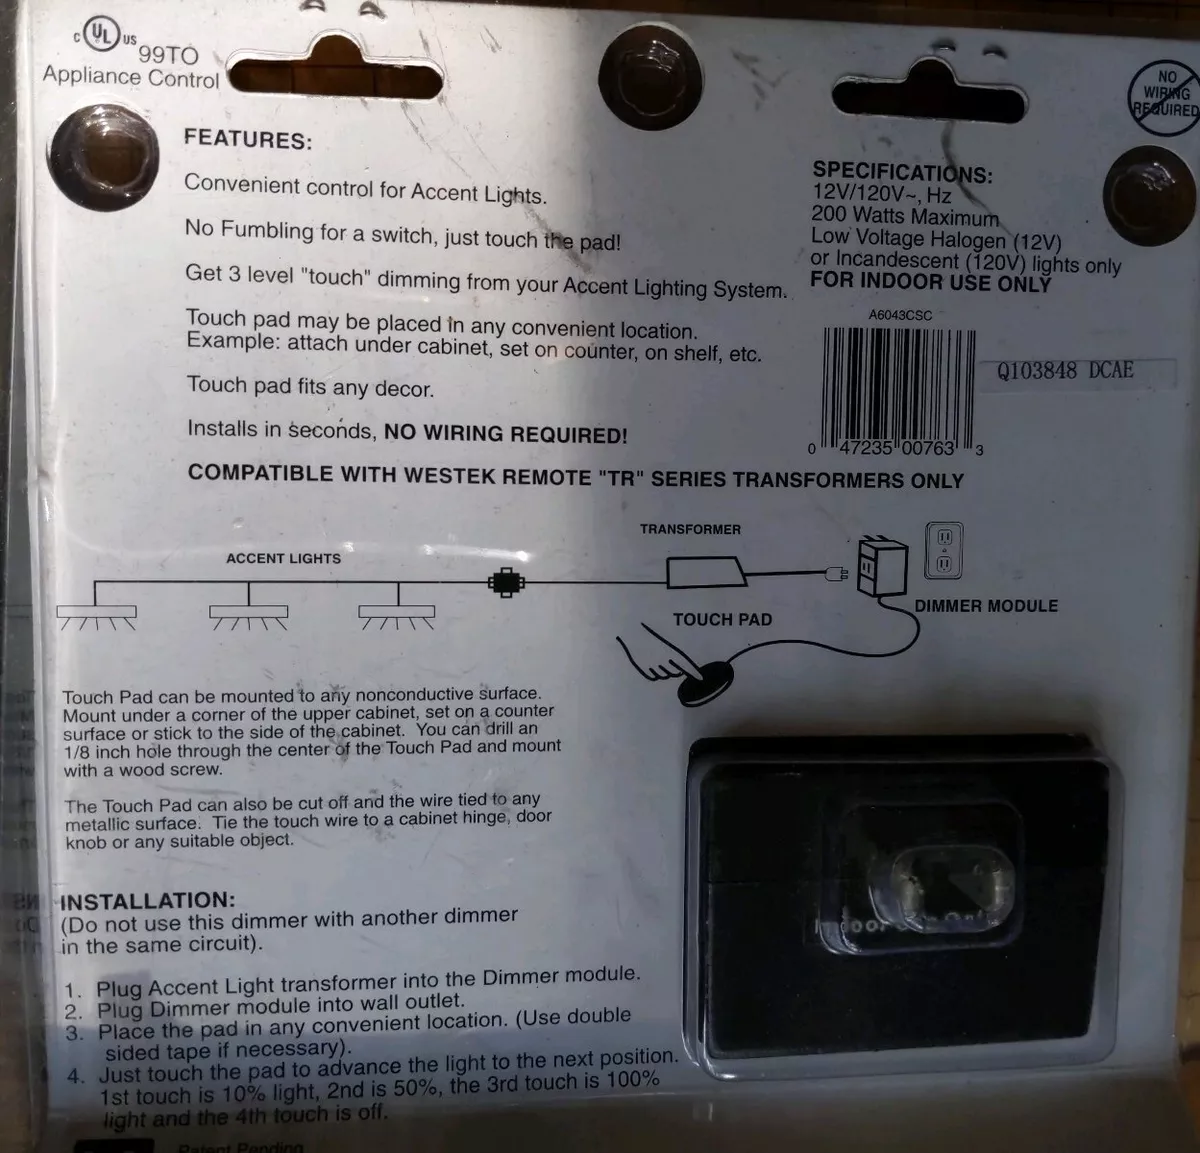 C UL US
99TO
Appliance Control
NO
WIRING
REQUIRED
FEATURES:
Convenient control for Accent Lights.
No Fumbling for a switch, just touch the pad!
Get 3 level "touch" dimming from your Accent Lighting System.
Touch pad may be placed in any convenient location.
Example: attach under cabinet, set on counter, on shelf, etc.
Touch pad fits any decor.
Installs in seconds, NO WIRING REQUIRED!
COMPATIBLE WITH WESTEK REMOTE "TR" SERIES TRANSFORMERS ONLY
SPECIFICATIONS:
12V/120V~, Hz
200 Watts Maximum
Low Voltage Halogen (12V)
or Incandescent (120V) lights only
FOR INDOOR USE ONLY
A6043CSC
0 47235 00763 3
Q103848 DCAE
ACCENT LIGHTS
TRANSFORMER
DIMMER MODULE
TOUCH PAD
Touch Pad can be mounted to any nonconductive surface.
Mount under a corner of the upper cabinet, set on a counter
surface or stick to the side of the cabinet. You can drill an
1/8 inch hole through the center of the Touch Pad and mount
with a wood screw.
The Touch Pad can also be cut off and the wire tied to any
metallic surface. Tie the touch wire to a cabinet hinge, door
knob or any suitable object.
INSTALLATION:
(Do not use this dimmer with another dimmer
in the same circuit).
1. Plug Accent Light transformer into the Dimmer module.
2. Plug Dimmer module into wall outlet.
3. Place the pad in any convenient location. (Use double
sided tape if necessary).
4. Just touch the pad to advance the light to the next position.
1st touch is 10% light, 2nd is 50%, the 3rd touch is 100%
light and the 4th touch is off.
Patent Pending
Indoor Use Only